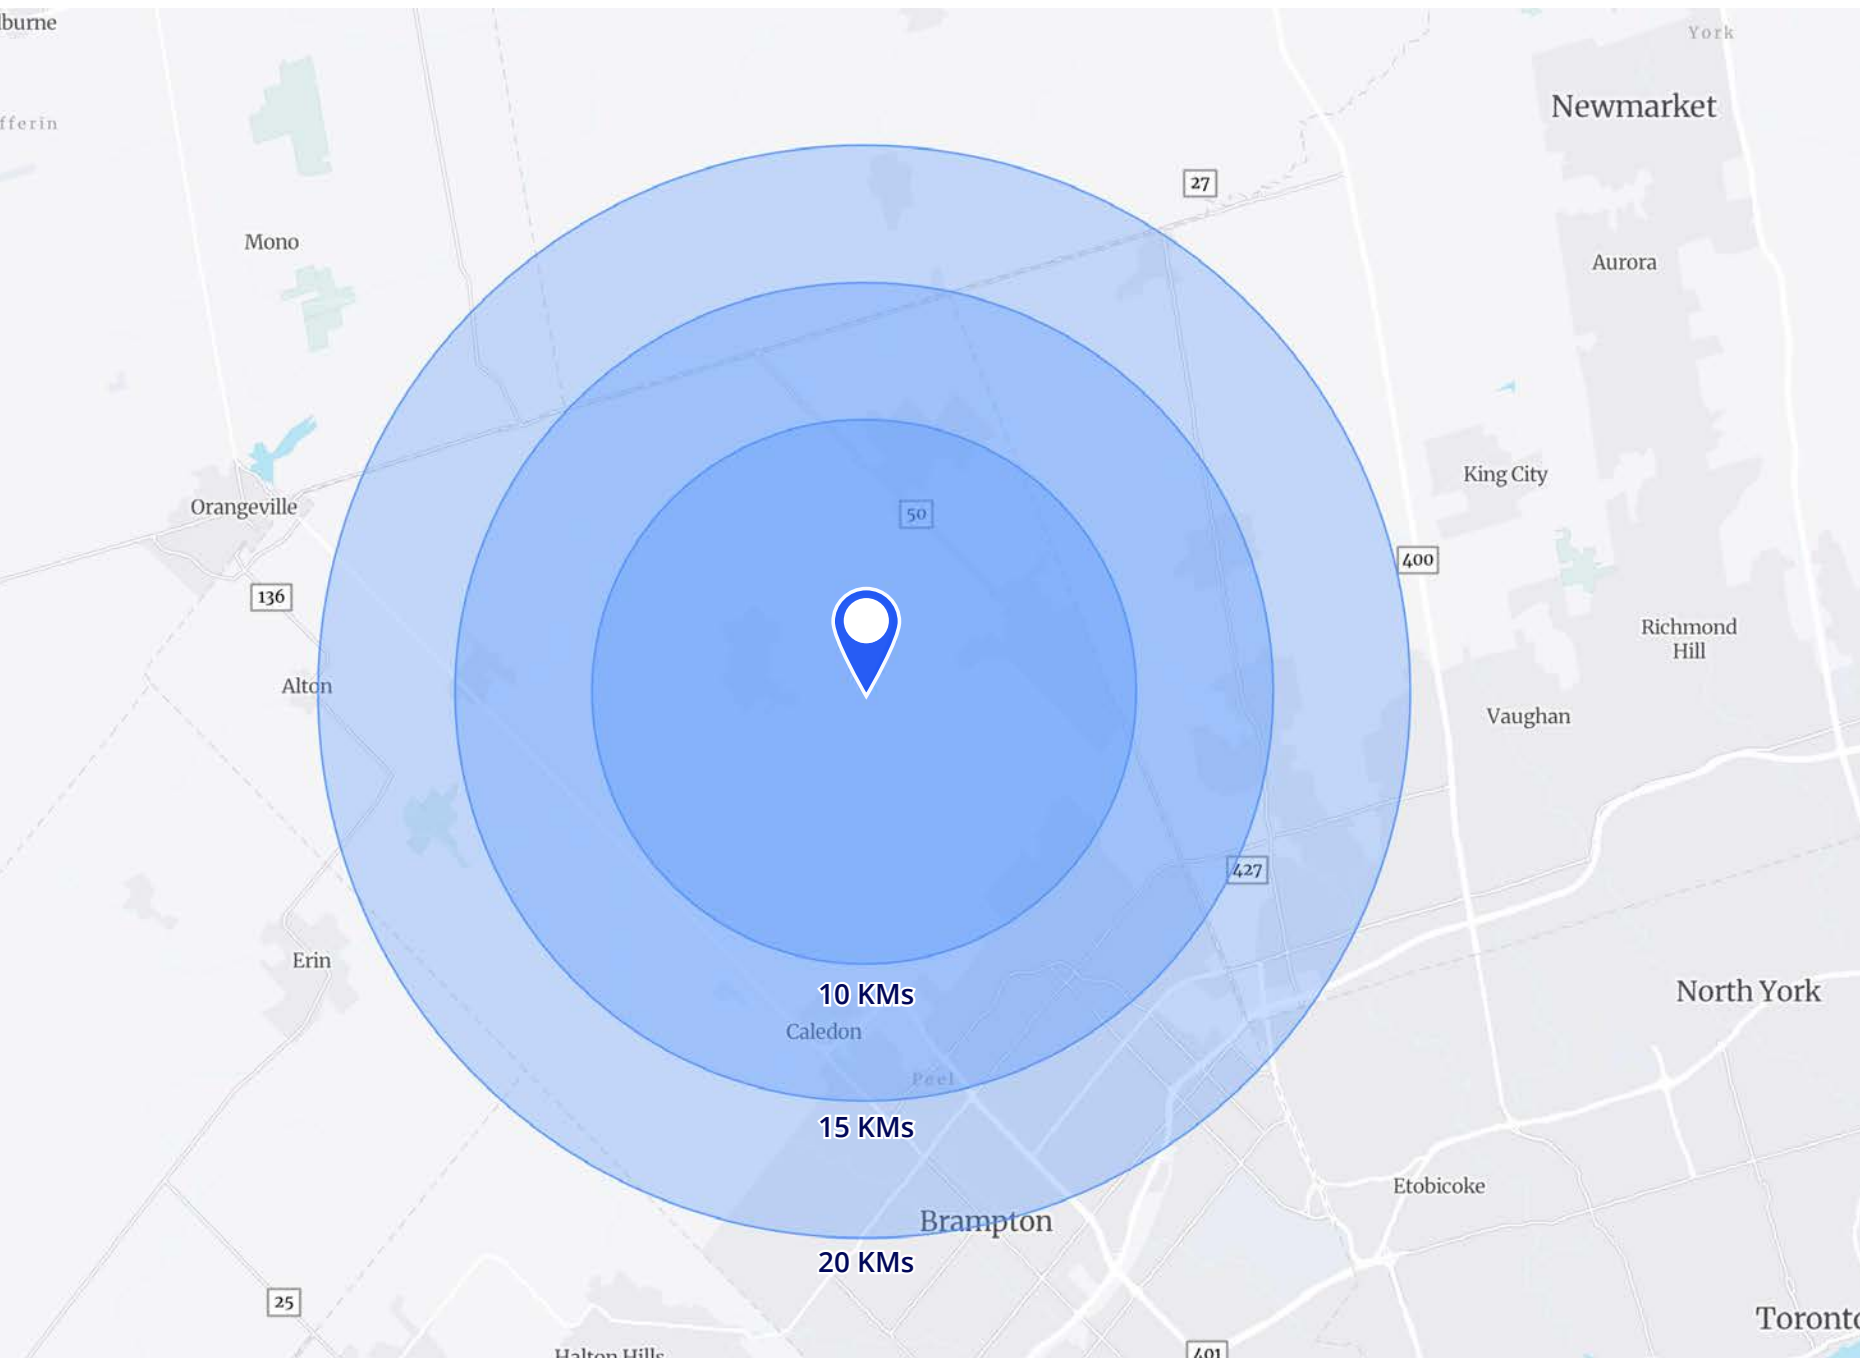 lburne
York
Newmarket
fferin
27
Mono
Aurora
King City
Orangeville
50
400
136
Richmond
Hill
Alton
Vaughan
427
Erin
10 KMs
North York
Caledon
Peel
15 KMs
Etobicoke
Brampton
20 KMs
25
Toronto
Halton Hills
401